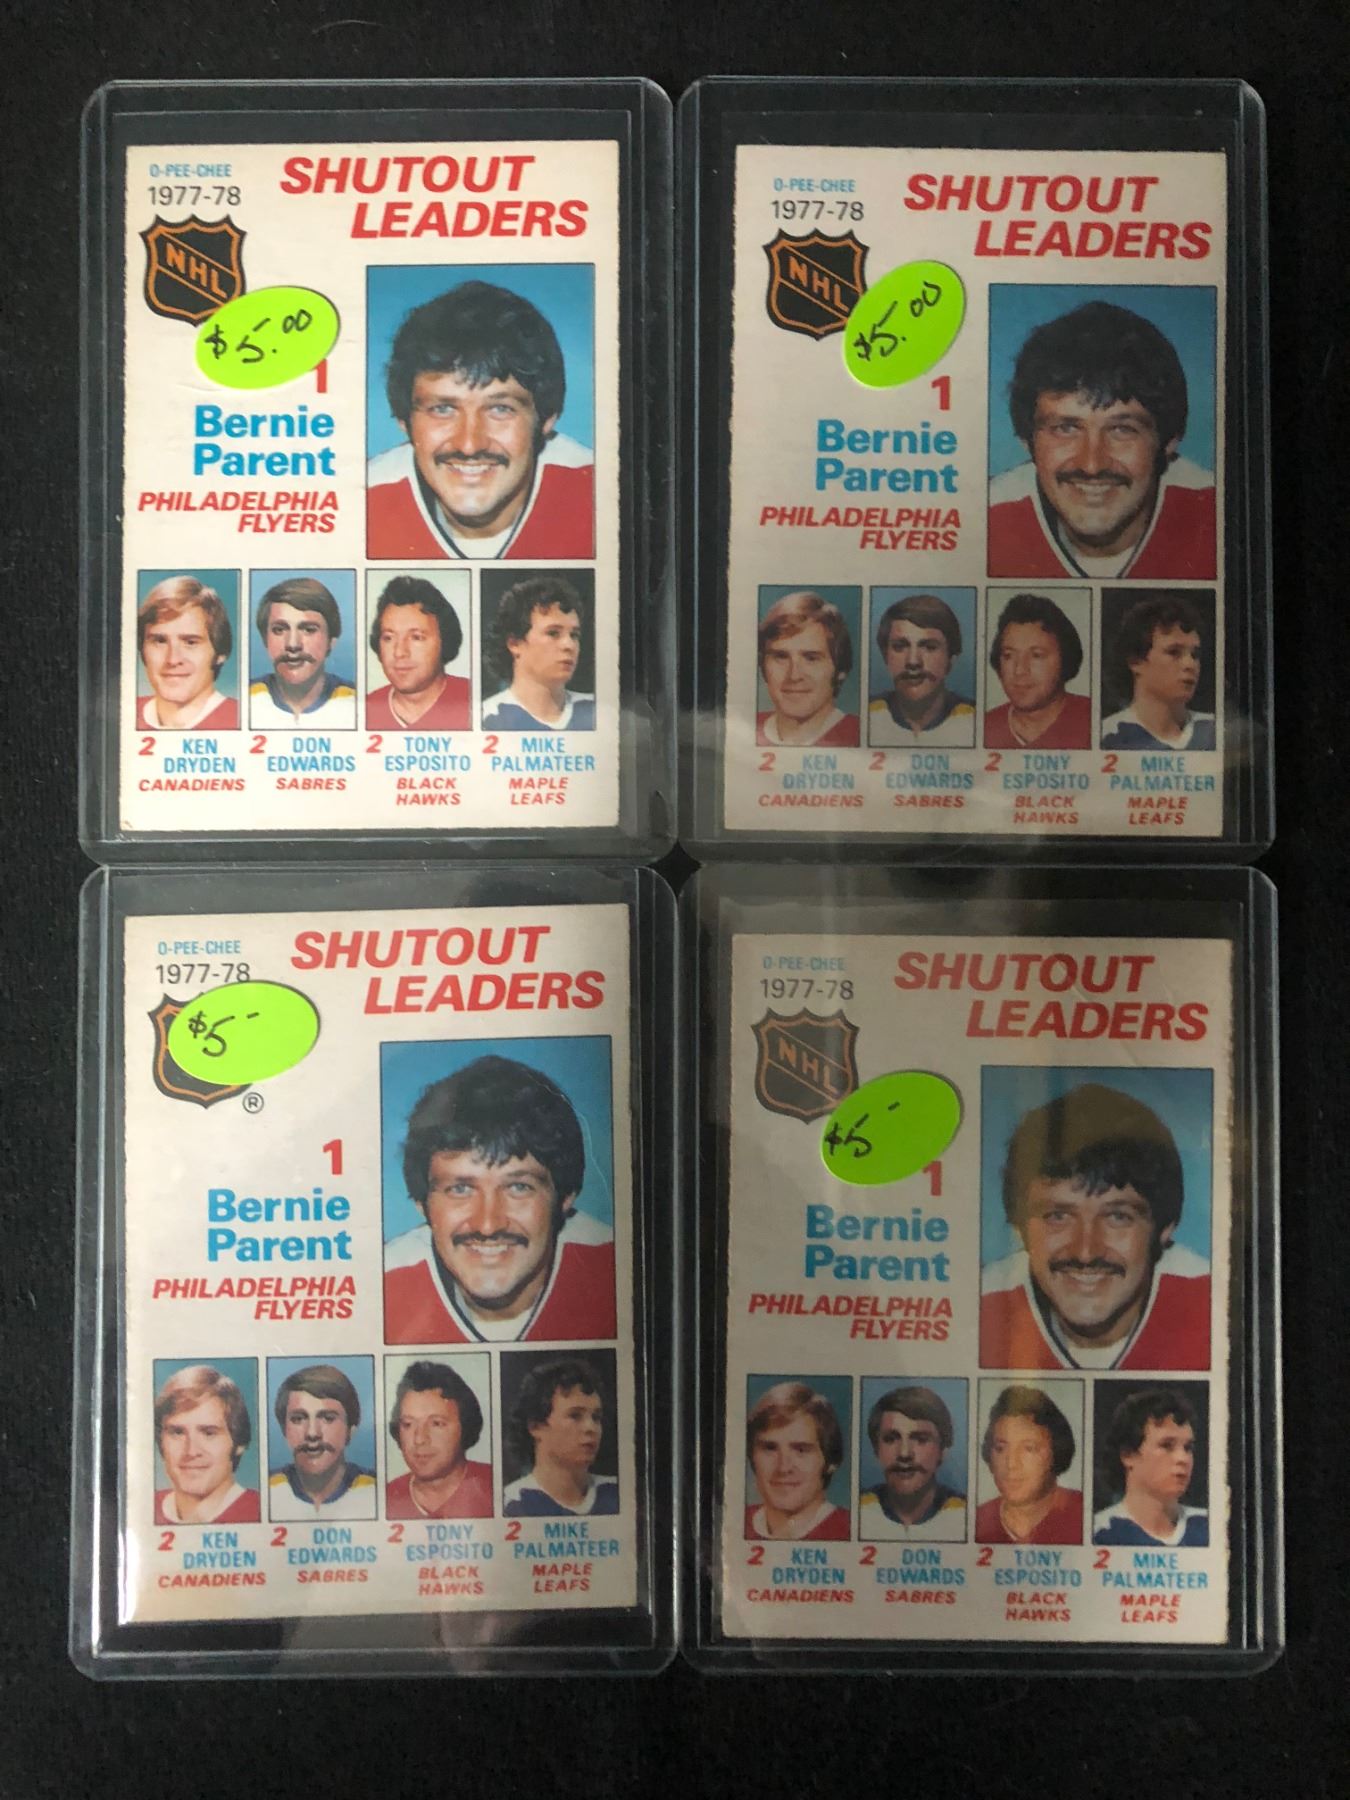 O-PEE-CHEE
1977-78
SHUTOUT
LEADERS
NHL
$5.00
1
Bernie
Parent
PHILADELPHIA
FLYERS
2 KEN
DRYDEN
CANADIENS
2 DON
EDWARDS
SABRES
2 TONY
ESPOSITO
BLACK
HAWKS
2 MIKE
PALMATEER
MAPLE
LEAFS
O-PEE-CHEE
1977-78
SHUTOUT
LEADERS
NHL
$5.00
1
Bernie
Parent
PHILADELPHIA
FLYERS
2 KEN
DRYDEN
CANADIENS
2 DON
EDWARDS
SABRES
2 TONY
ESPOSITO
BLACK
HAWKS
2 MIKE
PALMATEER
MAPLE
LEAFS
O-PEE-CHEE
1977-78
SHUTOUT
LEADERS
$5-
®
1
Bernie
Parent
PHILADELPHIA
FLYERS
2 KEN
DRYDEN
CANADIENS
2 DON
EDWARDS
SABRES
2 TONY
ESPOSITO
BLACK
HAWKS
2 MIKE
PALMATEER
MAPLE
LEAFS
O-PEE-CHEE
1977-78
SHUTOUT
LEADERS
NHL
$5-
1
Bernie
Parent
PHILADELPHIA
FLYERS
2 KEN
DRYDEN
CANADIENS
2 DON
EDWARDS
SABRES
2 TONY
ESPOSITO
BLACK
HAWKS
2 MIKE
PALMATEER
MAPLE
LEAFS